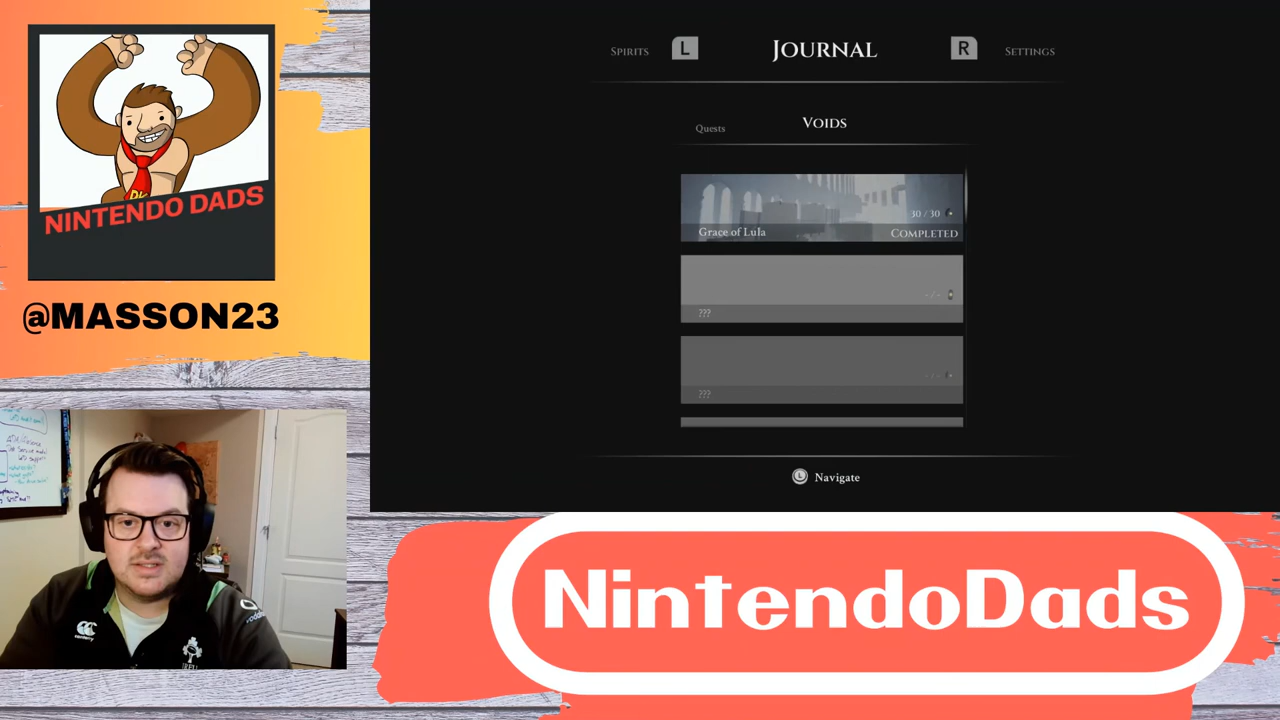 NINTENDO DADS
@MASSON23
SPIRITS
L
JOURNAL
R
SETTINGS
Quests
VOIDS
30 / 30
Grace of Lula
COMPLETED
- / -
???
- / -
???
Navigate
NintendoDads